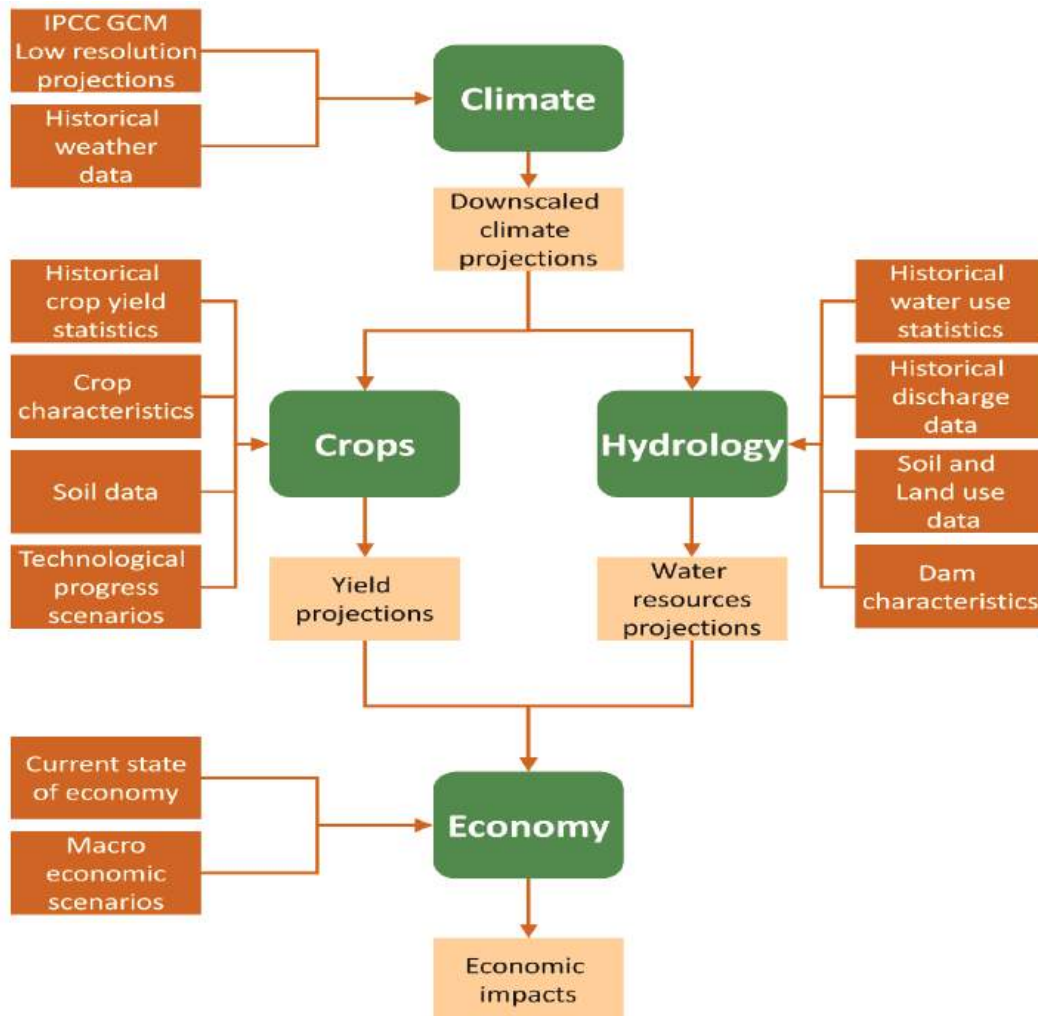 IPCC GCM
Low resolution
projections
Historical
weather
data
Climate
Downscaled
climate
projections
Historical
crop yield
statistics
Crop
characteristics
Soil data
Technological
progress
scenarios
Crops
Hydrology
Historical
water use
statistics
Historical
discharge
data
Soil and
Land use
data
Dam
characteristics
Yield
projections
Water
resources
projections
Current state
of economy
Macro
economic
scenarios
Economy
Economic
impacts